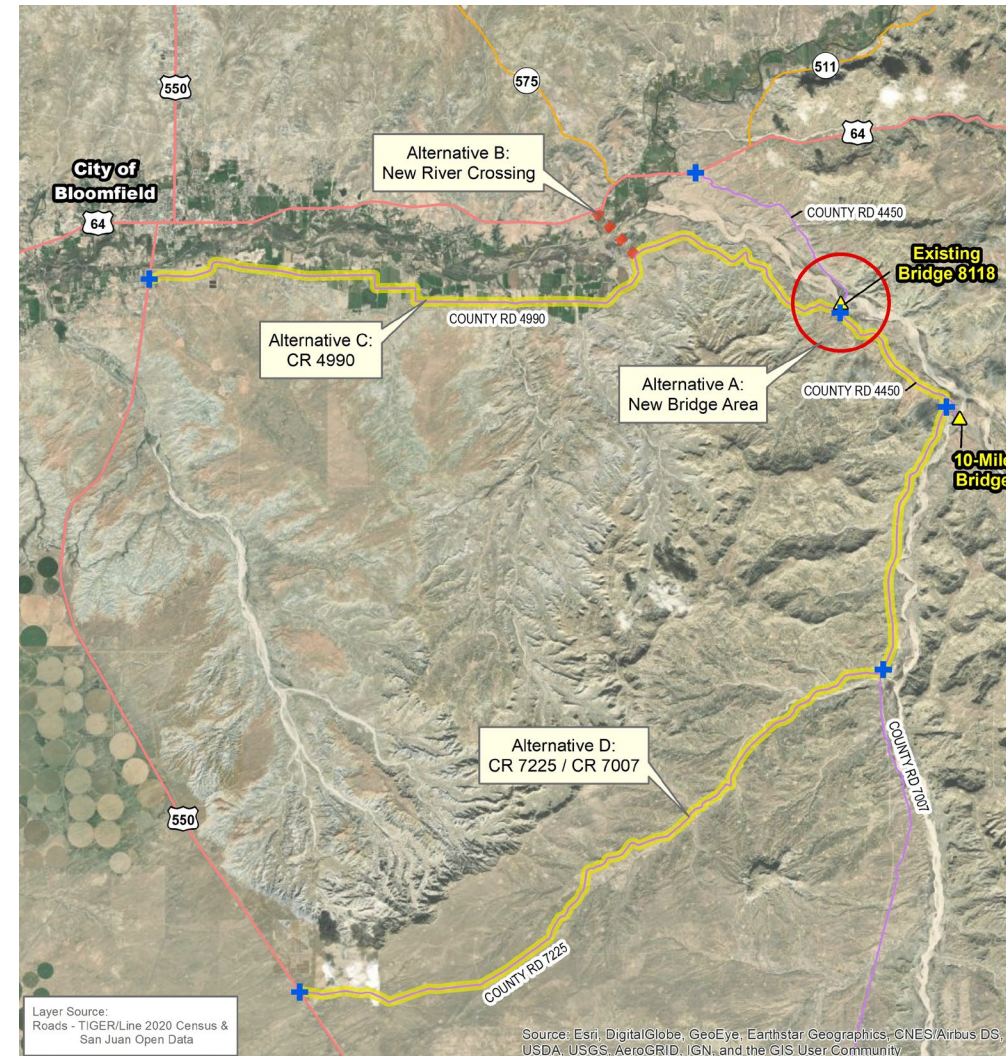 550
575
511
64
Alternative B:
New River Crossing
City of
Bloomfield
64
COUNTY RD 4450
Existing
Bridge 8118
COUNTY RD 4990
Alternative C:
CR 4990
Alternative A:
New Bridge Area
COUNTY RD 4450
10-Mile
Bridge
Alternative D:
CR 7225 / CR 7007
COUNTY RD 7007
550
COUNTY RD 7225
Layer Source:
Roads - TIGER/Line 2020 Census &
San Juan Open Data
Source: Esri, DigitalGlobe, GeoEye, Earthstar Geographics, CNES/Airbus DS,
USDA, USGS, AeroGRID, IGN, and the GIS User Community